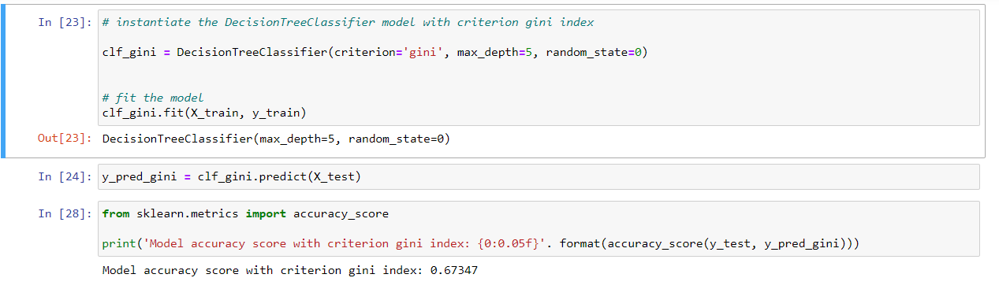 In [23]: # instantiate the DecisionTreeClassifier model with criterion gini index
clf_gini = DecisionTreeClassifier(criterion='gini', max_depth=5, random_state=0)
# fit the model
clf_gini.fit(X_train, y_train)
Out[23]: DecisionTreeClassifier(max_depth=5, random_state=0)
In [24]: y_pred_gini = clf_gini.predict(X_test)
In [28]: from sklearn.metrics import accuracy_score
print('Model accuracy score with criterion gini index: {0:0.05f}'. format(accuracy_score(y_test, y_pred_gini)))
Model accuracy score with criterion gini index: 0.67347